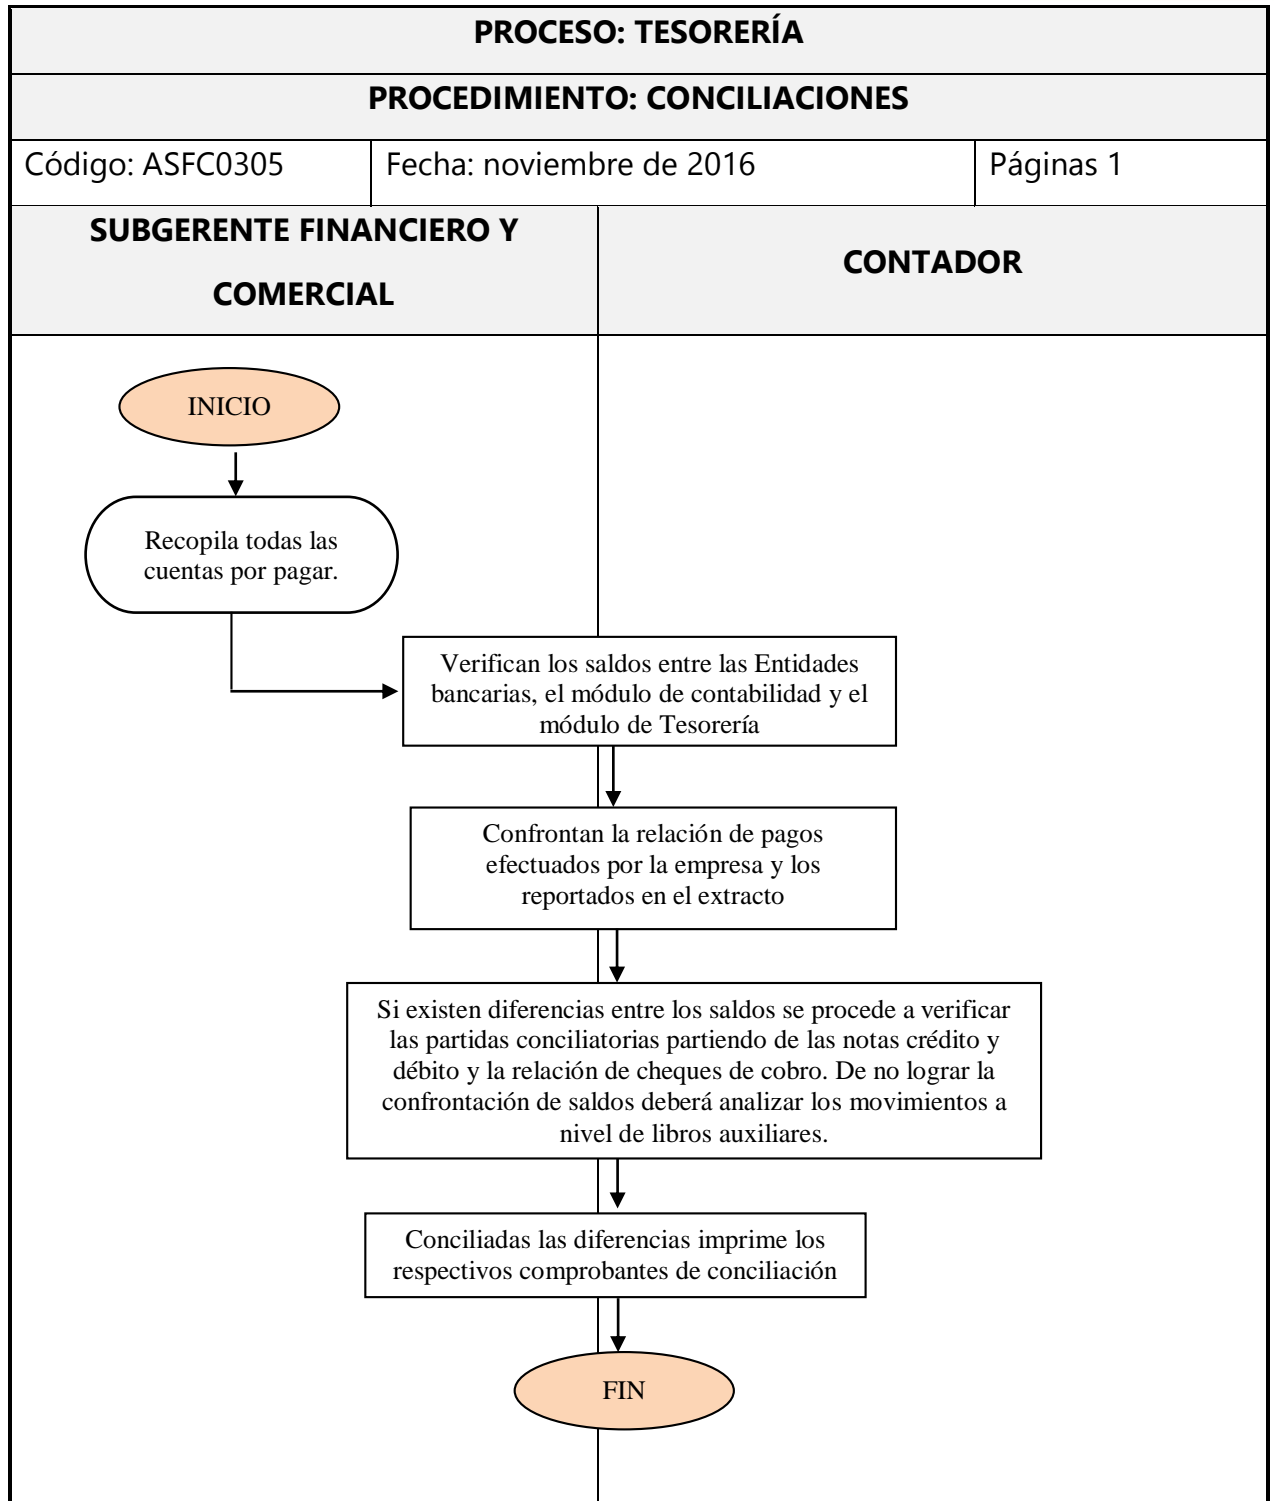 PROCESO: TESORERÍA
PROCEDIMIENTO: CONCILIACIONES
Código: ASFC0305
Fecha: noviembre de 2016
Páginas 1
SUBGERENTE FINANCIERO Y
COMERCIAL
CONTADOR
INICIO
Recopila todas las
cuentas por pagar.
Verifican los saldos entre las Entidades
bancarias, el módulo de contabilidad y el
módulo de Tesorería
Confrontan la relación de pagos
efectuados por la empresa y los
reportados en el extracto
Si existen diferencias entre los saldos se procede a verificar
las partidas conciliatorias partiendo de las notas crédito y
débito y la relación de cheques de cobro. De no lograr la
confrontación de saldos deberá analizar los movimientos a
nivel de libros auxiliares.
Conciliadas las diferencias imprime los
respectivos comprobantes de conciliación
FIN